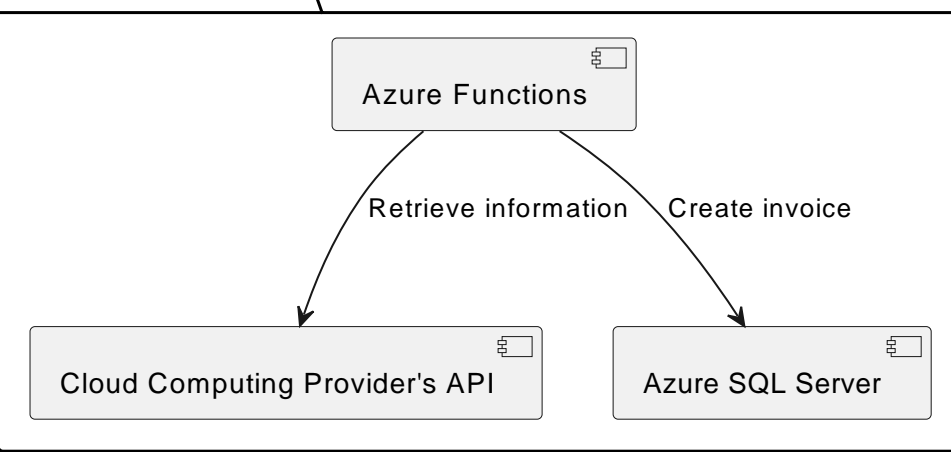 Azure Functions
Retrieve information
Create invoice
Cloud Computing Provider's API
Azure SQL Server